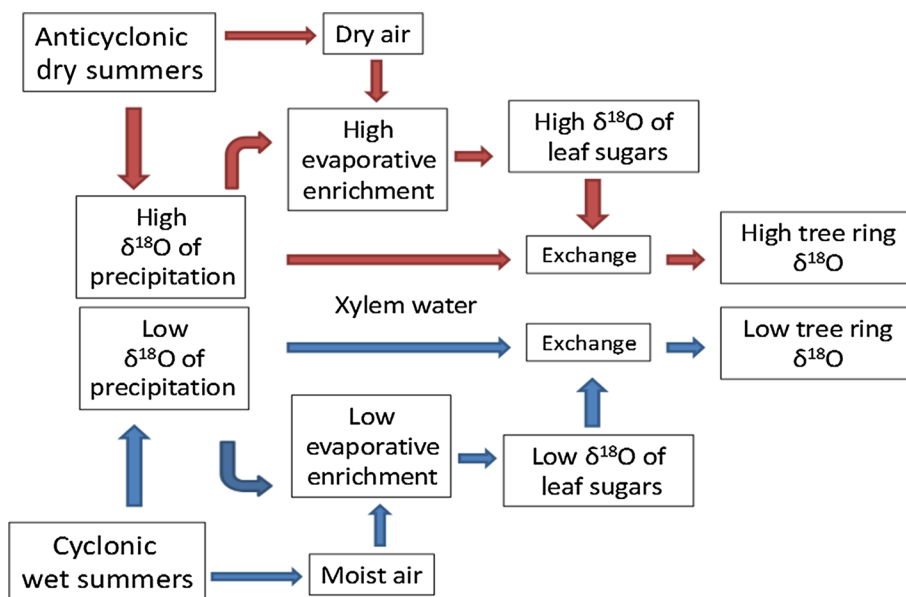 Anticyclonic
dry summers
Dry air
High
evaporative
enrichment
High δ¹⁸O of
leaf sugars
High
δ¹⁸O of
precipitation
Exchange
High tree ring
δ¹⁸O
Xylem water
Low
δ¹⁸O of
precipitation
Exchange
Low tree ring
δ¹⁸O
Low
evaporative
enrichment
Low δ¹⁸O of
leaf sugars
Cyclonic
wet summers
Moist air